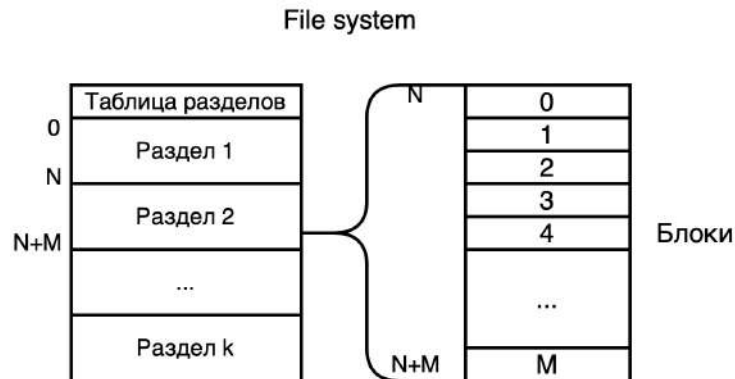 File system
Таблица разделов
0
Раздел 1
N
Раздел 2
N+M
...
Раздел k
N
0
1
2
3
4
...
N+M
M
Блоки